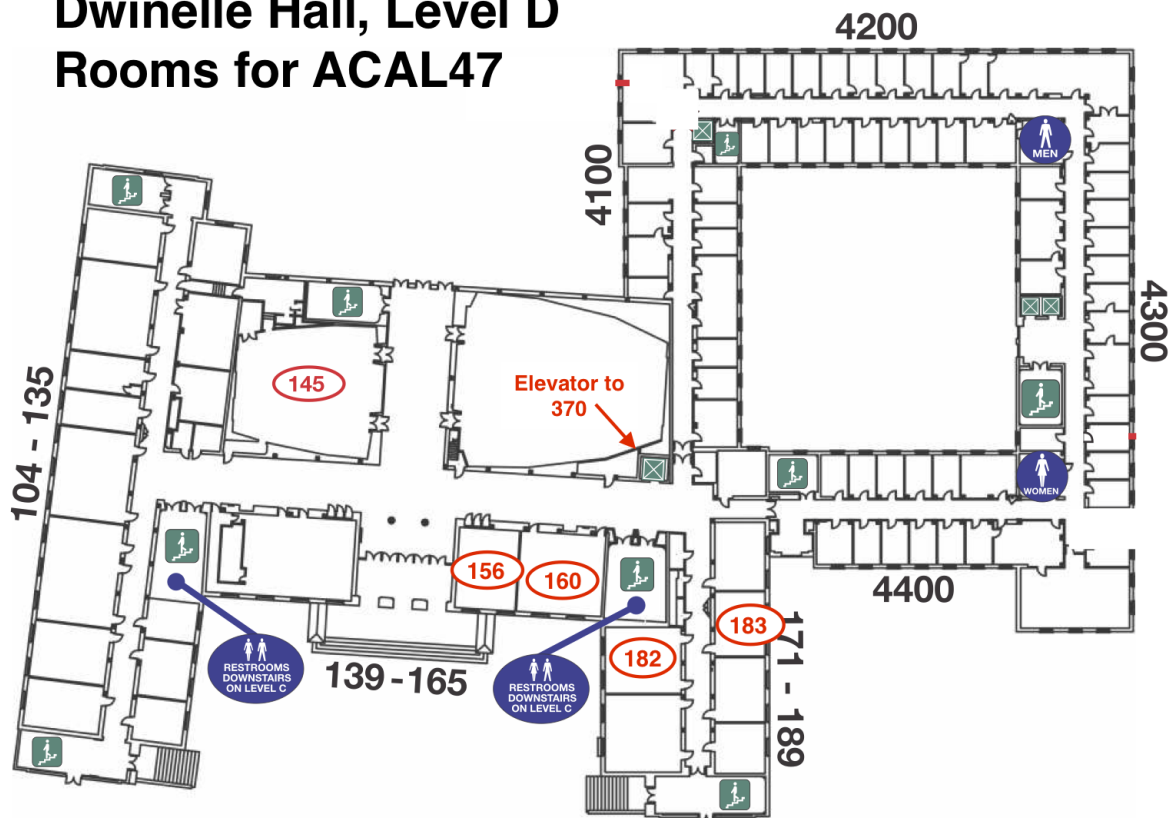 Dwinelle Hall, Level D
Rooms for ACAL47
4200
MEN
4100
4300
145
Elevator to
370
104 - 135
WOMEN
156
160
4400
183
182
171 - 189
RESTROOMS
DOWNSTAIRS
ON LEVEL C
139 - 165
RESTROOMS
DOWNSTAIRS
ON LEVEL C